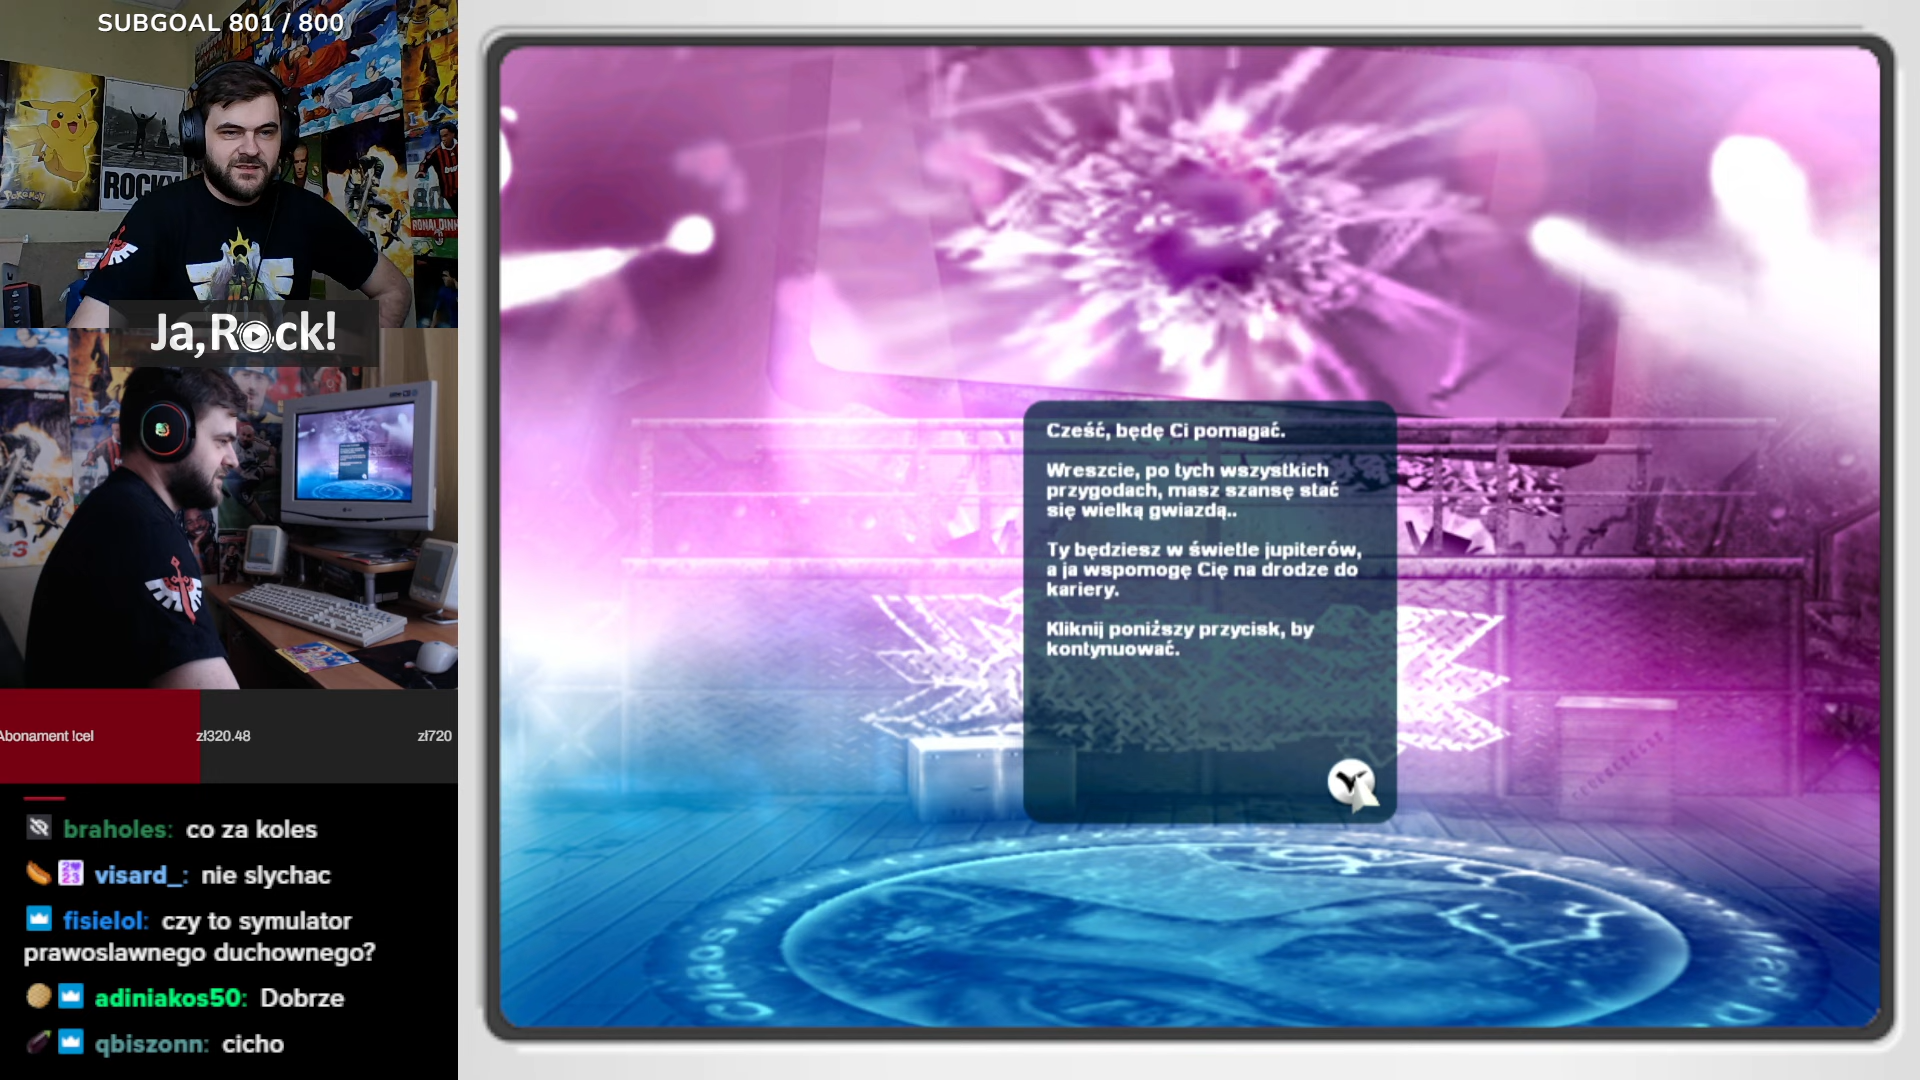 SUBGOAL 801 / 800
POKéMON
ROCKY
RONALDINH
Ja,Rock!
Abonament !cel
zł320.48
zł720
braholes: co za koles
visard_: nie slychac
fisielol: czy to symulator
prawoslawnego duchownego?
adiniakos50: Dobrze
qbiszonn: cicho
Cześć, będę Ci pomagać.
Wreszcie, po tych wszystkich
przygodach, masz szansę stać
się wielką gwiazdą..
Ty będziesz w świetle jupiterów,
a ja wspomogę Cię na drodze do
kariery.
Kliknij poniższy przycisk, by
kontynuować.